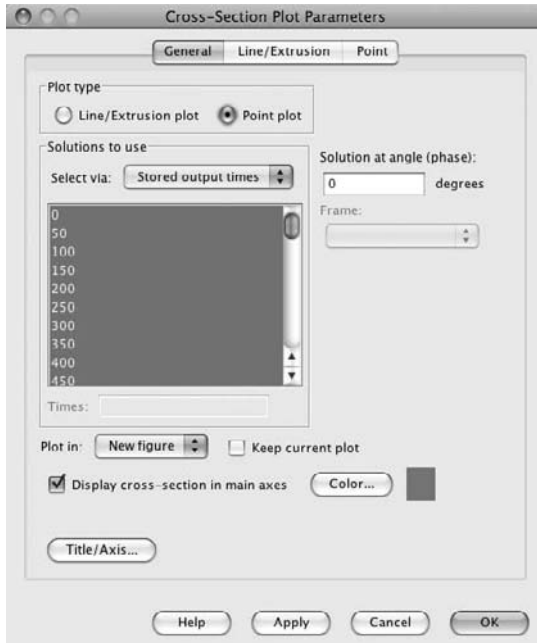 Cross-Section Plot Parameters
General Line/Extrusion Point
Plot type
Line/Extrusion plot Point plot
Solutions to use
Select via: Stored output times
0
50
100
150
200
250
300
350
400
450
Times:
Solution at angle (phase):
0 degrees
Frame:
Plot in: New figure Keep current plot
Display cross-section in main axes Color...
Title/Axis...
Help Apply Cancel OK